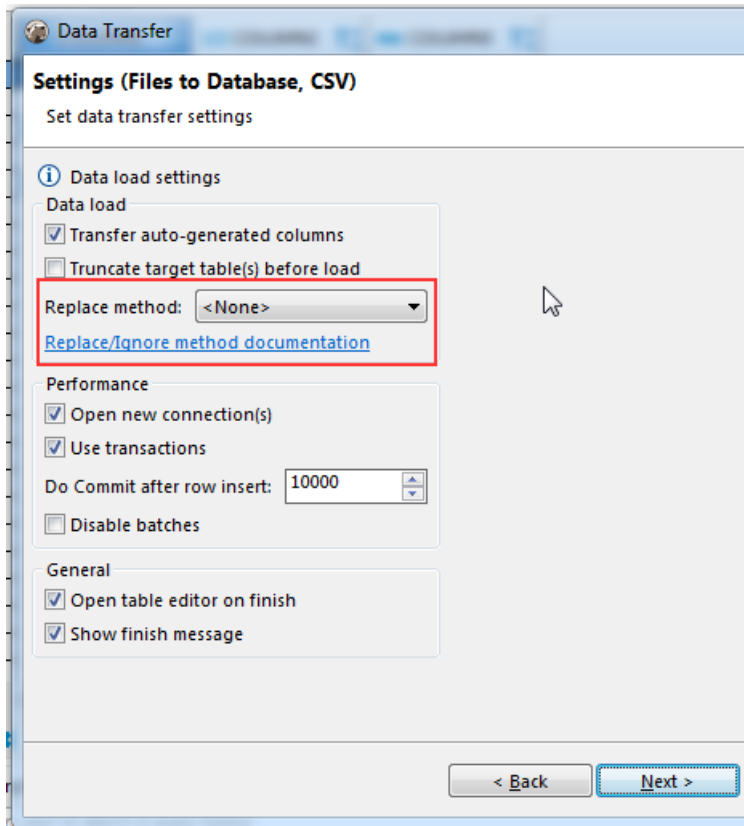 Data Transfer
Settings (Files to Database, CSV)
Set data transfer settings
Data load settings
Data load
Transfer auto-generated columns
Truncate target table(s) before load
Replace method: <None>
Replace/Ignore method documentation
Performance
Open new connection(s)
Use transactions
Do Commit after row insert: 10000
Disable batches
General
Open table editor on finish
Show finish message
< Back Next >